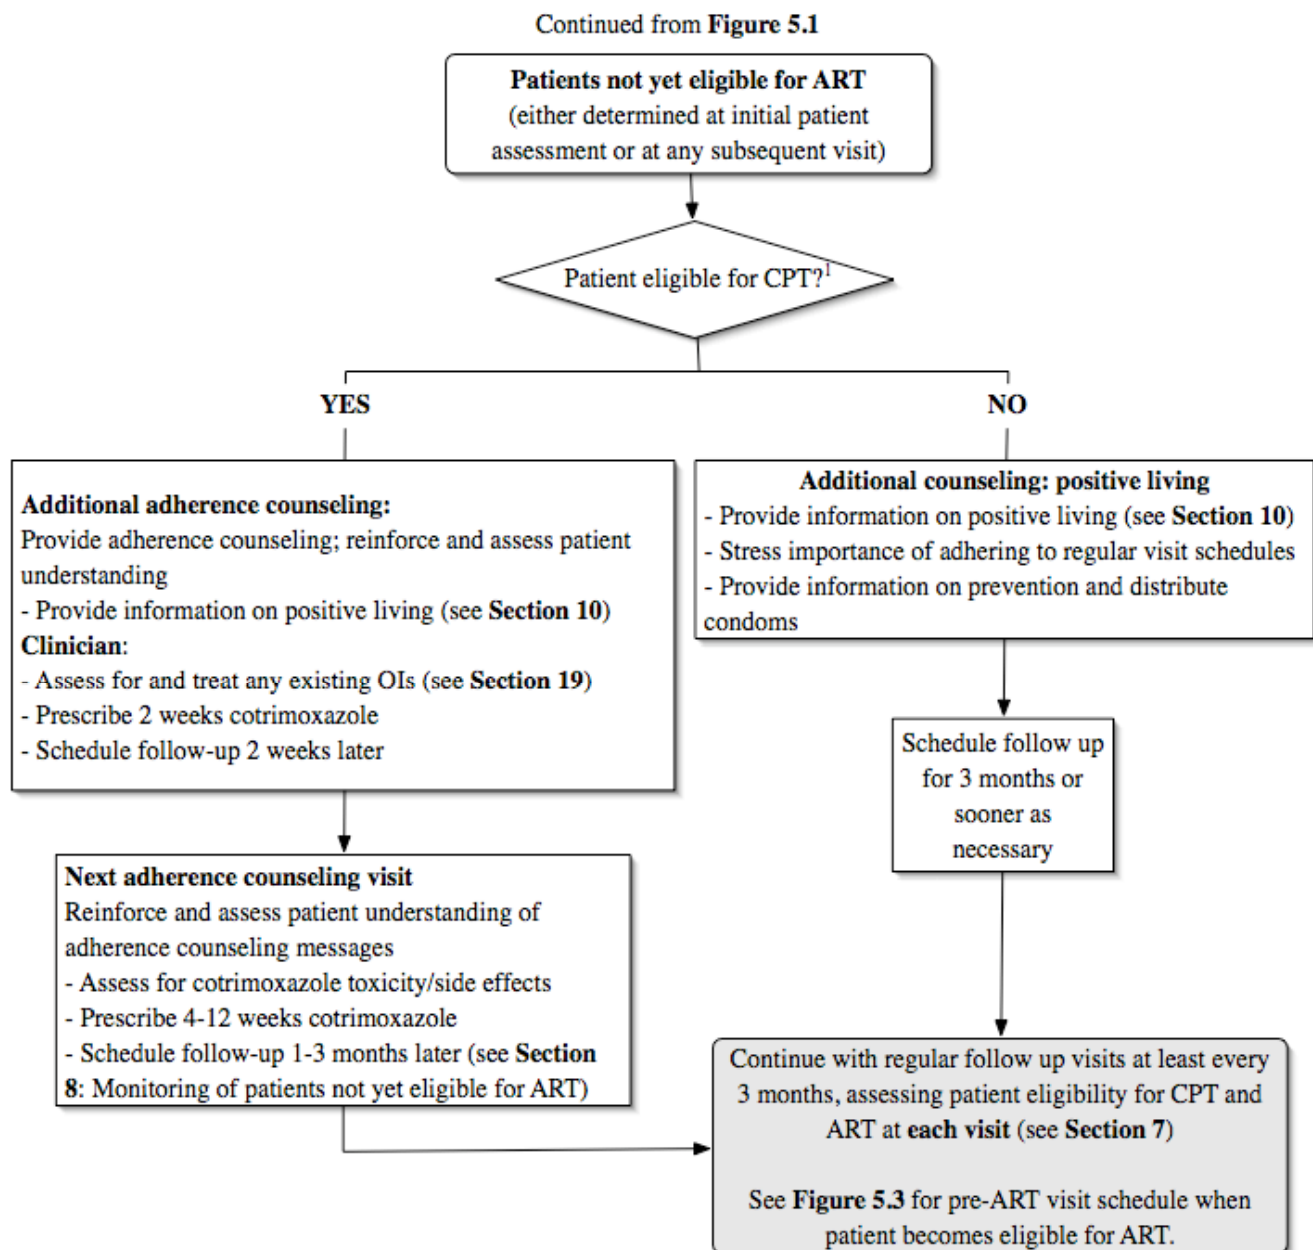 Continued from Figure 5.1
Patients not yet eligible for ART
(either determined at initial patient
assessment or at any subsequent visit)
Patient eligible for CPT?1
YES
NO
Additional adherence counseling:
Provide adherence counseling; reinforce and assess patient
understanding
- Provide information on positive living (see Section 10)
Clinician:
- Assess for and treat any existing OIs (see Section 19)
- Prescribe 2 weeks cotrimoxazole
- Schedule follow-up 2 weeks later
Additional counseling: positive living
- Provide information on positive living (see Section 10)
- Stress importance of adhering to regular visit schedules
- Provide information on prevention and distribute
condoms
Schedule follow up
for 3 months or
sooner as
necessary
Next adherence counseling visit
Reinforce and assess patient understanding of
adherence counseling messages
- Assess for cotrimoxazole toxicity/side effects
- Prescribe 4-12 weeks cotrimoxazole
- Schedule follow-up 1-3 months later (see Section
8: Monitoring of patients not yet eligible for ART)
Continue with regular follow up visits at least every
3 months, assessing patient eligibility for CPT and
ART at each visit (see Section 7)
See Figure 5.3 for pre-ART visit schedule when
patient becomes eligible for ART.